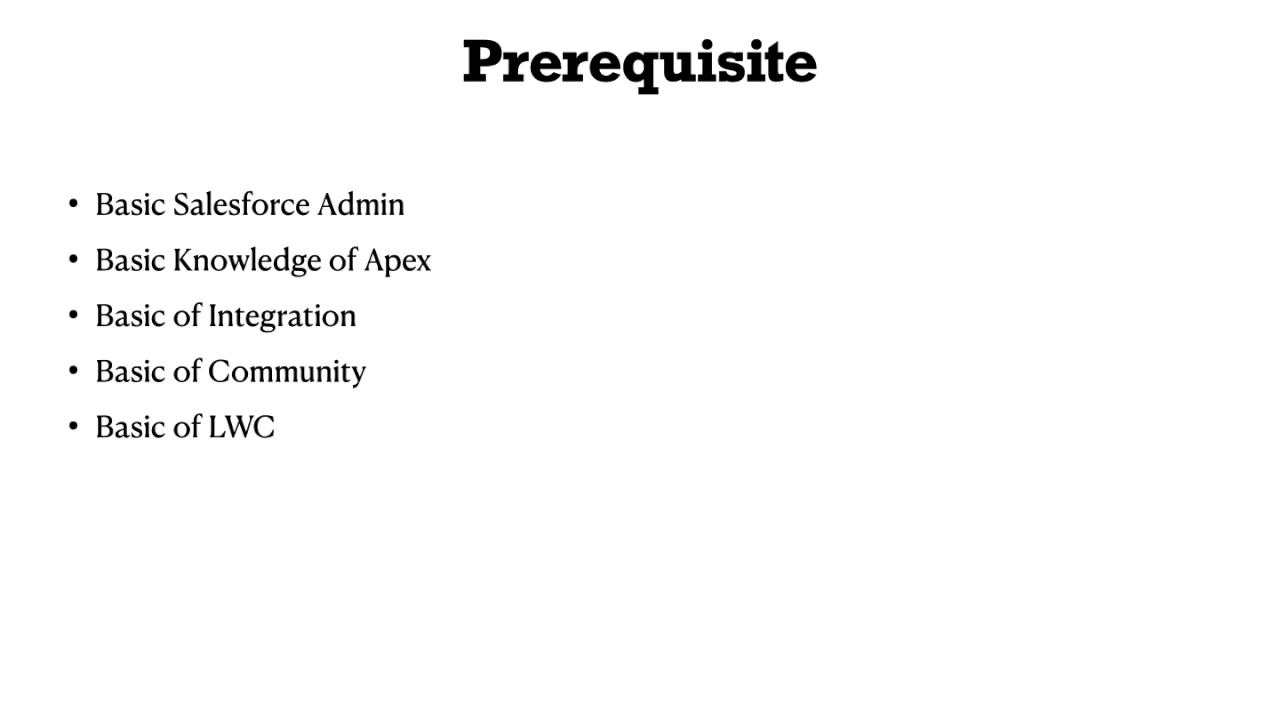 Prerequisite
• Basic Salesforce Admin
• Basic Knowledge of Apex
• Basic of Integration
• Basic of Community
• Basic of LWC